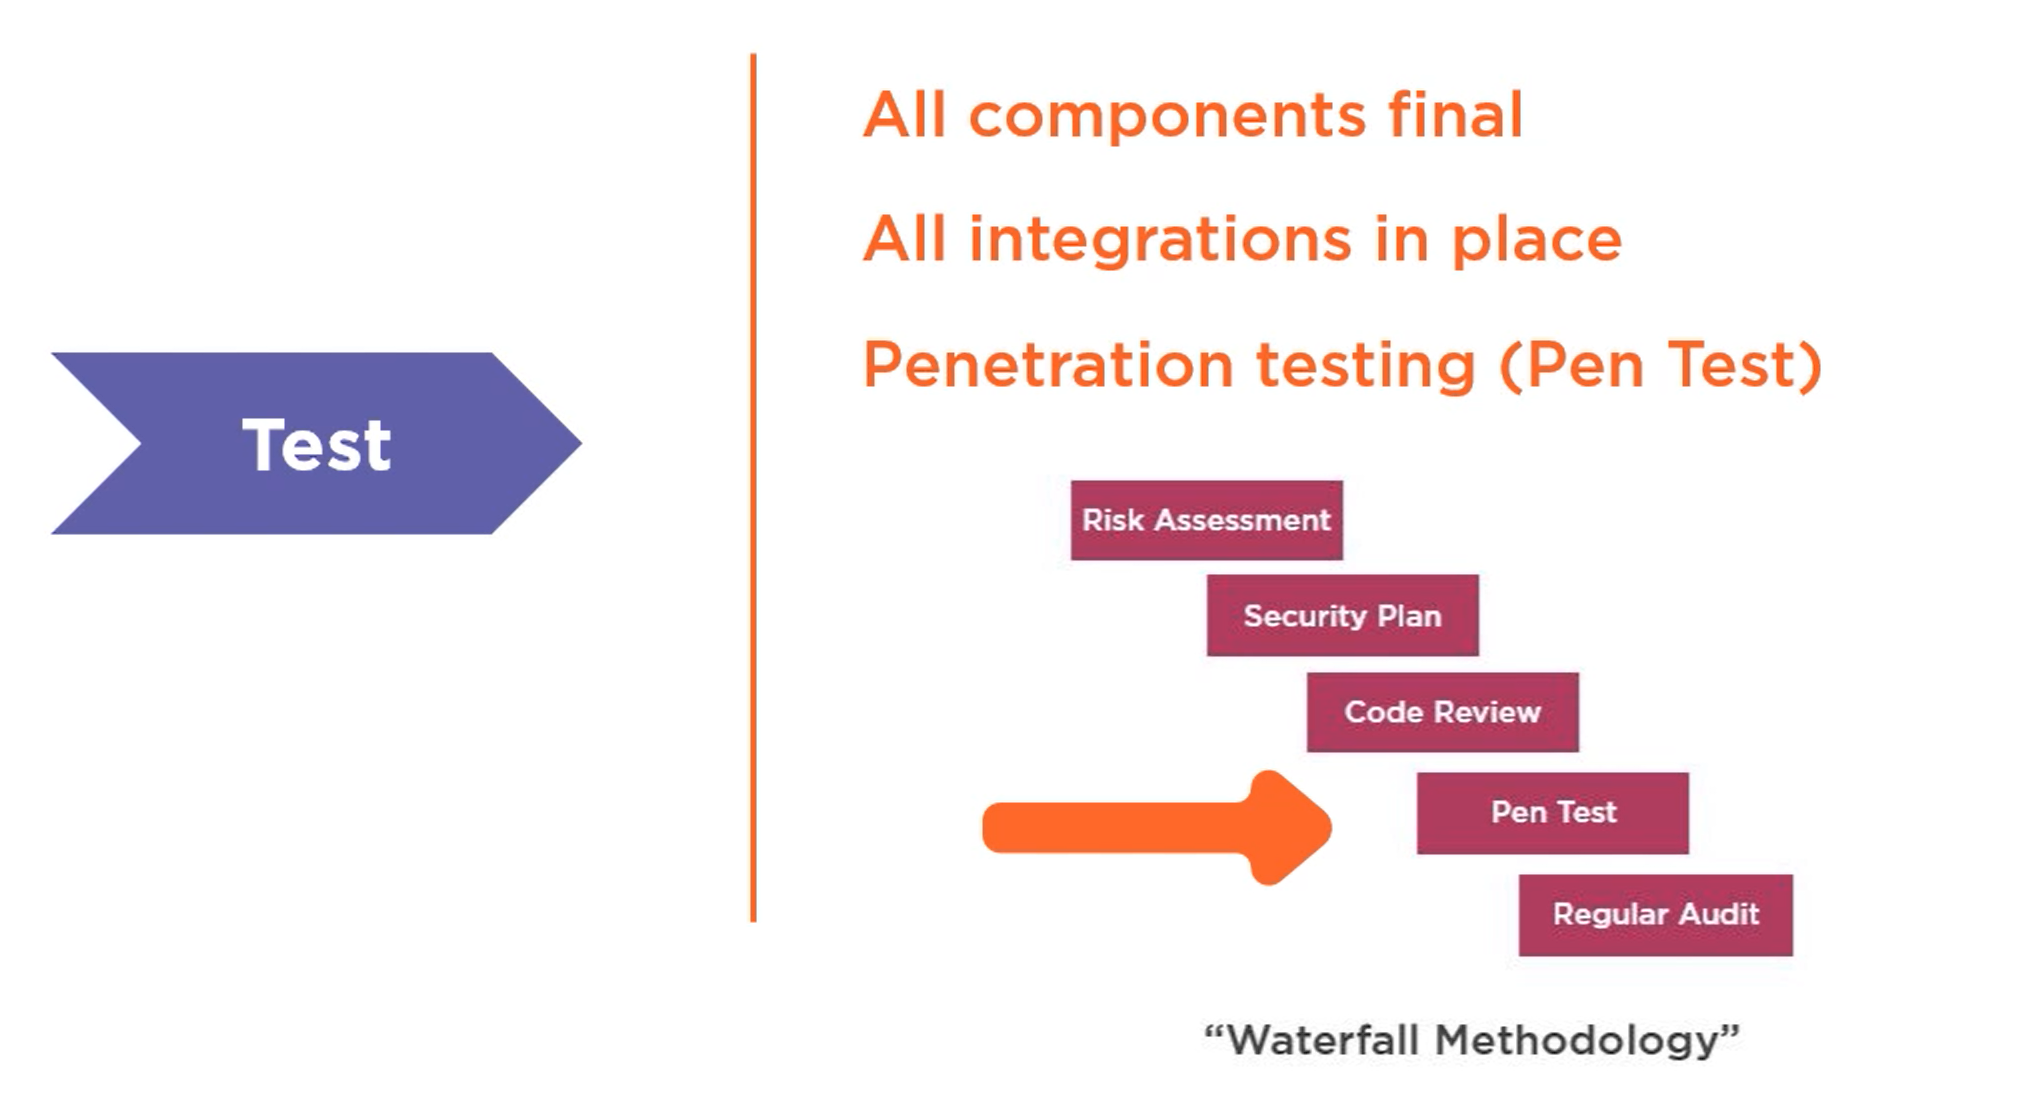 Test
All components final
All integrations in place
Penetration testing (Pen Test)
Risk Assessment
Security Plan
Code Review
Pen Test
Regular Audit
“Waterfall Methodology”